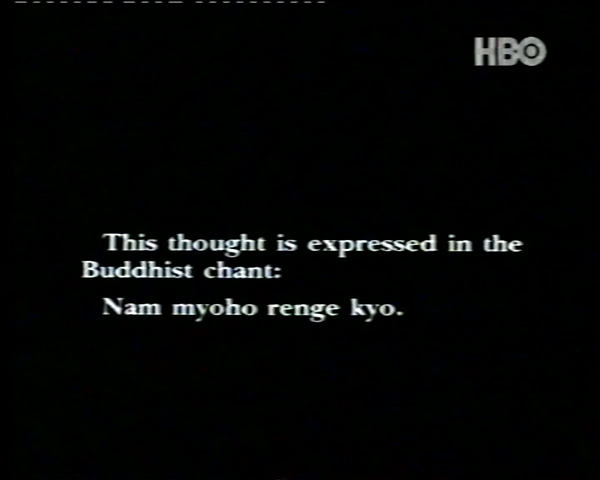 HBO
This thought is expressed in the
Buddhist chant:
Nam myoho renge kyo.